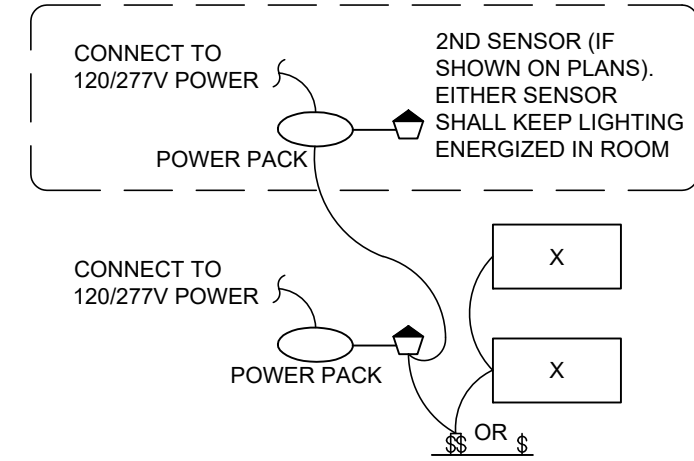 CONNECT TO
120/277V POWER
2ND SENSOR (IF
SHOWN ON PLANS).
EITHER SENSOR
SHALL KEEP LIGHTING
ENERGIZED IN ROOM
POWER PACK
CONNECT TO
120/277V POWER
POWER PACK
X
X
$$ OR $